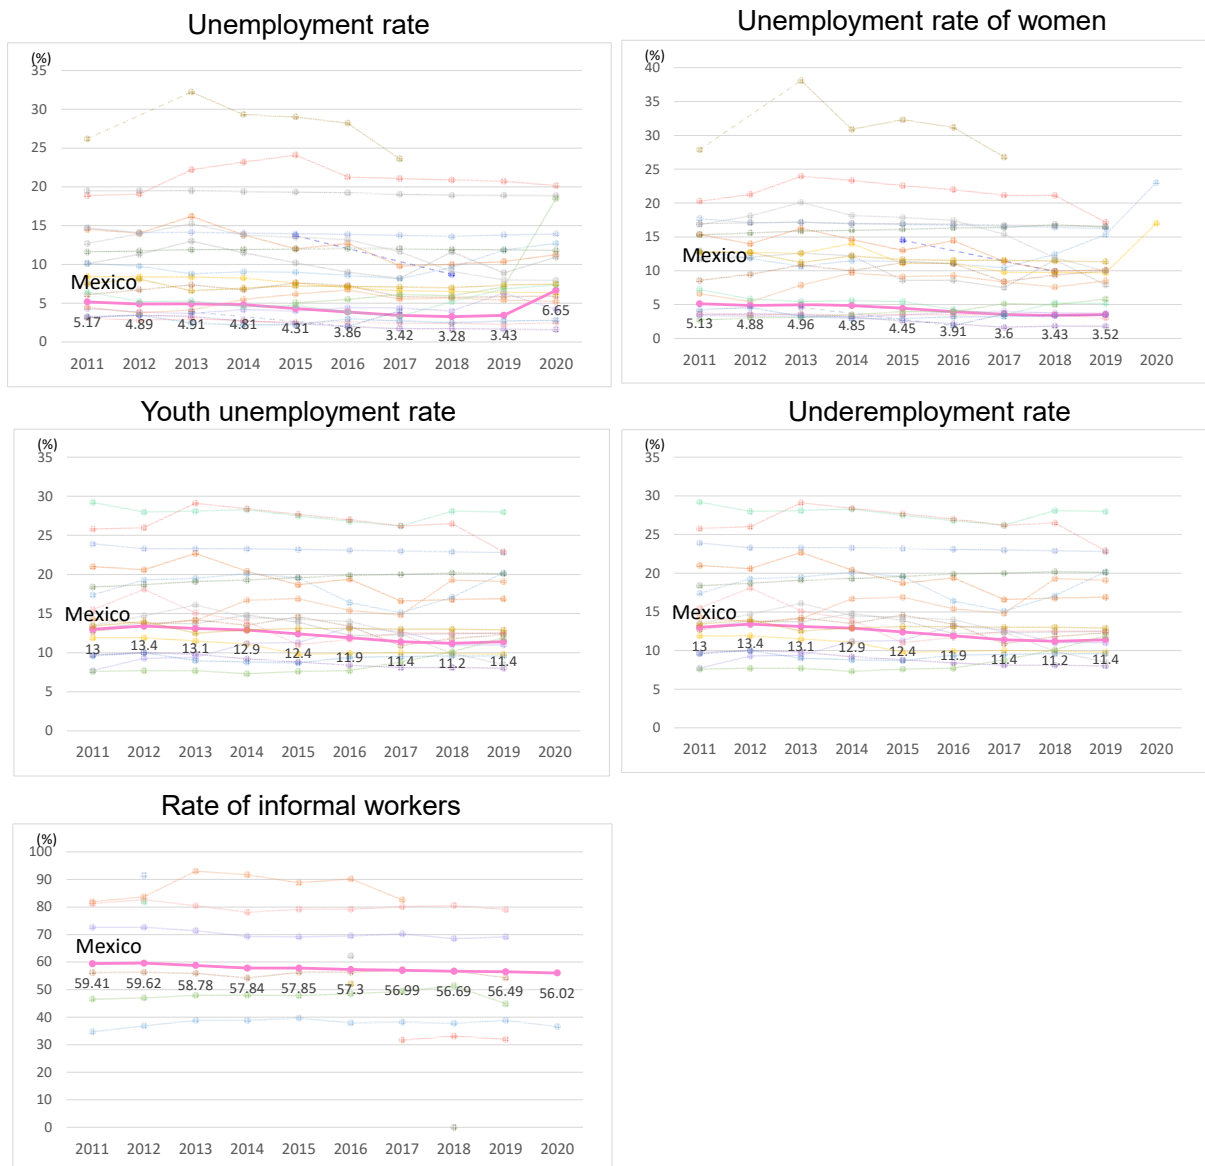 Unemployment rate
(%)
35
30
25
20
15
10
5
0
Mexico
5.17 4.89 4.91 4.81 4.31 3.86 3.42 3.28 3.43 6.65
2011 2012 2013 2014 2015 2016 2017 2018 2019 2020
Unemployment rate of women
(%)
40
35
30
25
20
15
10
5
0
Mexico
5.13 4.88 4.96 4.85 4.45 3.91 3.6 3.43 3.52
2011 2012 2013 2014 2015 2016 2017 2018 2019 2020
Youth unemployment rate
(%)
35
30
25
20
15
10
5
0
Mexico
13 13.4 13.1 12.9 12.4 11.9 11.4 11.2 11.4
2011 2012 2013 2014 2015 2016 2017 2018 2019
Underemployment rate
(%)
35
30
25
20
15
10
5
0
Mexico
13 13.4 13.1 12.9 12.4 11.9 11.4 11.2 11.4
2011 2012 2013 2014 2015 2016 2017 2018 2019 2020
Rate of informal workers
(%)
100
90
80
70
60
50
40
30
20
10
0
Mexico
59.41 59.62 58.78 57.84 57.85 57.3 56.99 56.69 56.49 56.02
2011 2012 2013 2014 2015 2016 2017 2018 2019 2020